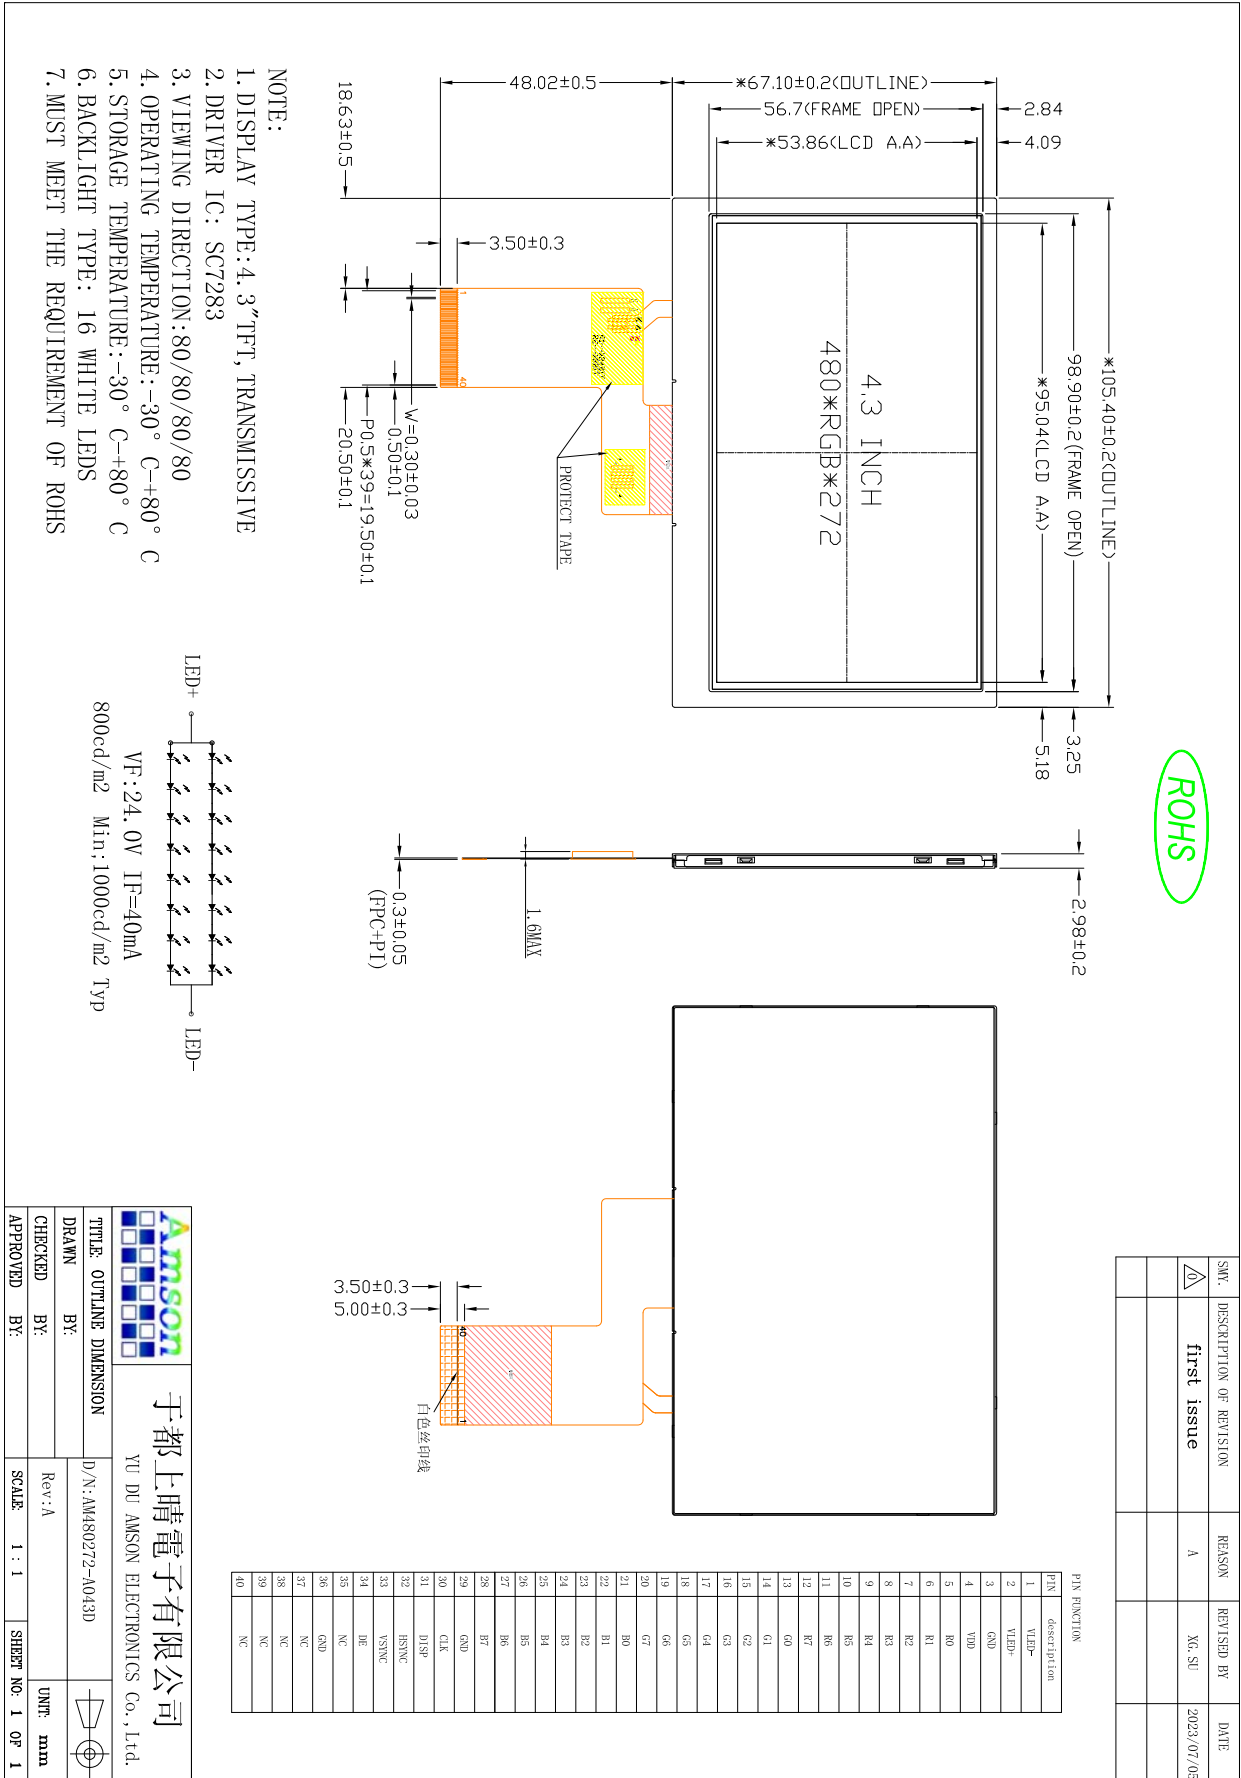 SMY.
DESCRIPTION OF REVISION
REASON
REVISED BY
DATE
0
first issue
A
XG.SU
2023/07/05
ROHS
*105.40±0.2(OUTLINE)
98.90±0.2(FRAME OPEN)
*95.04(LCD A.A)
3.25
5.18
2.84
4.09
*67.10±0.2(OUTLINE)
56.7(FRAME OPEN)
*53.86(LCD A.A)
48.02±0.5
18.63±0.5
3.50±0.3
4.3 INCH
480*RGB*272
1
40
PROTECT TAPE
W=0.30±0.03
0.50±0.1
P0.5*39=19.50±0.1
20.50±0.1
2.98±0.2
1.6MAX
0.3±0.05
(FPC+PI)
3.50±0.3
5.00±0.3
40
1
白色丝印线
NOTE:
1.DISPLAY TYPE:4.3"TFT,TRANSMISSIVE
2.DRIVER IC: SC7283
3.VIEWING DIRECTION:80/80/80/80
4.OPERATING TEMPERATURE:-30° C-+80° C
5.STORAGE TEMPERATURE:-30° C-+80° C
6.BACKLIGHT TYPE: 16 WHITE LEDS
7.MUST MEET THE REQUIREMENT OF ROHS
LED+
LED-
VF:24.0V IF=40mA
800cd/m2 Min;1000cd/m2 Typ
PIN FUNCTION
PIN description
1 VLED-
2 VLED+
3 GND
4 VDD
5 R0
6 R1
7 R2
8 R3
9 R4
10 R5
11 R6
12 R7
13 G0
14 G1
15 G2
16 G3
17 G4
18 G5
19 G6
20 G7
21 B0
22 B1
23 B2
24 B3
25 B4
26 B5
27 B6
28 B7
29 GND
30 CLK
31 DISP
32 HSYNC
33 VSYNC
34 DE
35 NC
36 GND
37 NC
38 NC
39 NC
40 NC
Amson
于都上晴電子有限公司
YU DU AMSON ELECTRONICS Co.,Ltd.
TITLE: OUTLINE DIMENSION
D/N:AM480272-A043D
DRAWN BY:
CHECKED BY:
Rev:A
UNIT: mm
APPROVED BY:
SCALE: 1 : 1
SHEET NO: 1 OF 1